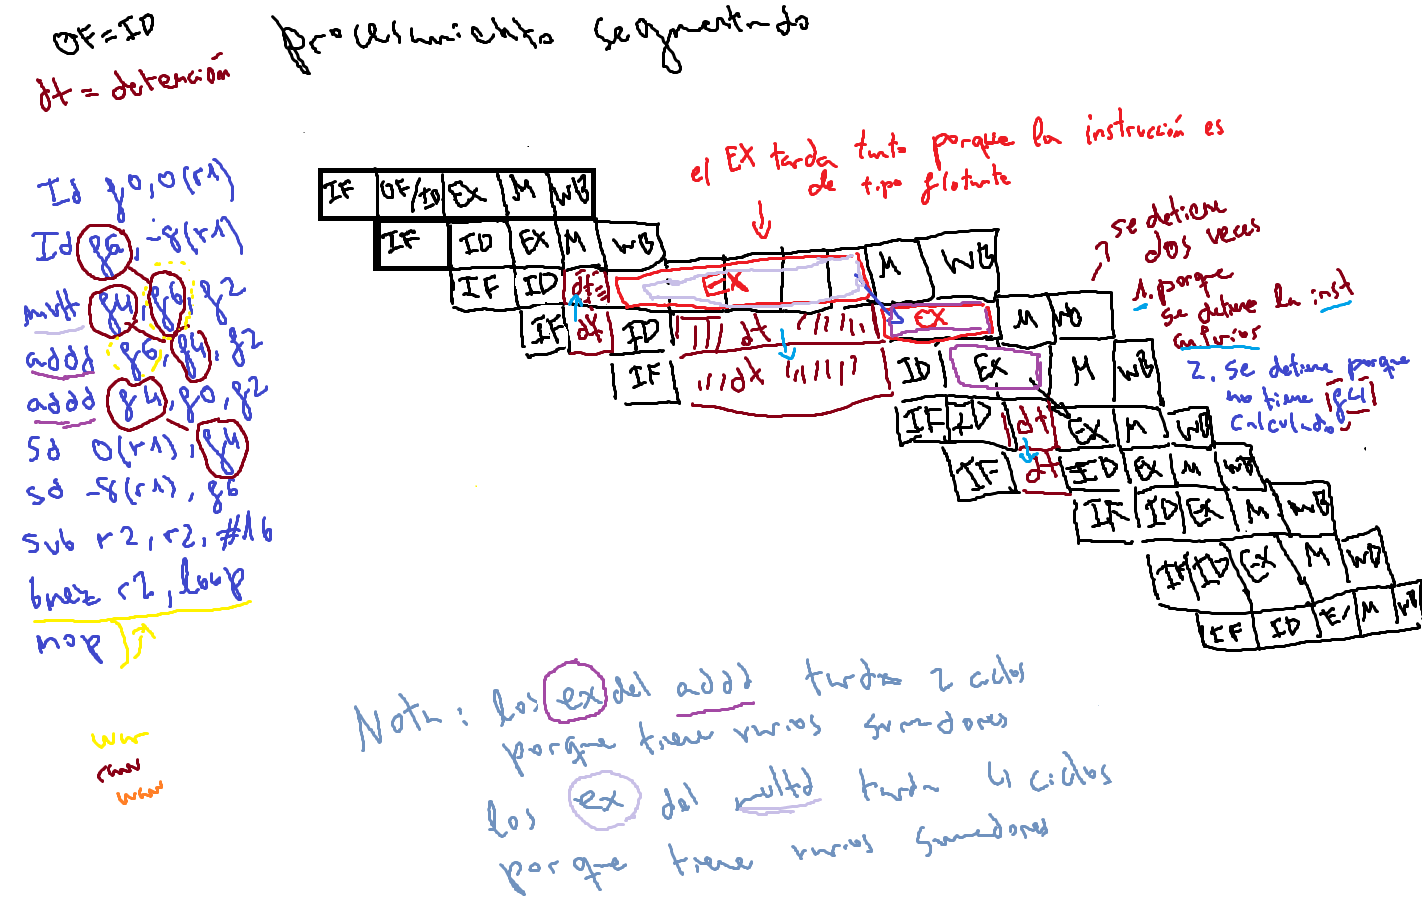 OF=ID
procesamiento segmentado
dt = detención
el EX tarda tanto porque la instrucción es
de tipo flotante
ld f0, 0(r1)
ld f6, -8(r1)
multd f4, f6, f2
addd f6, f4, f2
addd f4, f0, f2
sd 0(r1), f4
sd -8(r1), f6
sub r2, r2, #16
bnez r2, loop
nop
IF OF/ID EX M WB
IF ID EX M WB
IF ID dt EX M WB
IF dt ID dt EX M WB
IF dt ID EX M WB
IF ID dt EX M WB
IF dt ID EX M WB
IF ID EX M WB
IF ID EX M WB
IF ID EX M WB
se detiene
dos veces
1. porque
se detiene la inst
anterior
2. se detiene porque
no tiene f4
calculado
war
raw
waw
Nota: los ex del addd tarda 2 ciclos
porque tiene varios sumadores
los ex del multd tarda 4 ciclos
porque tiene varios sumadores